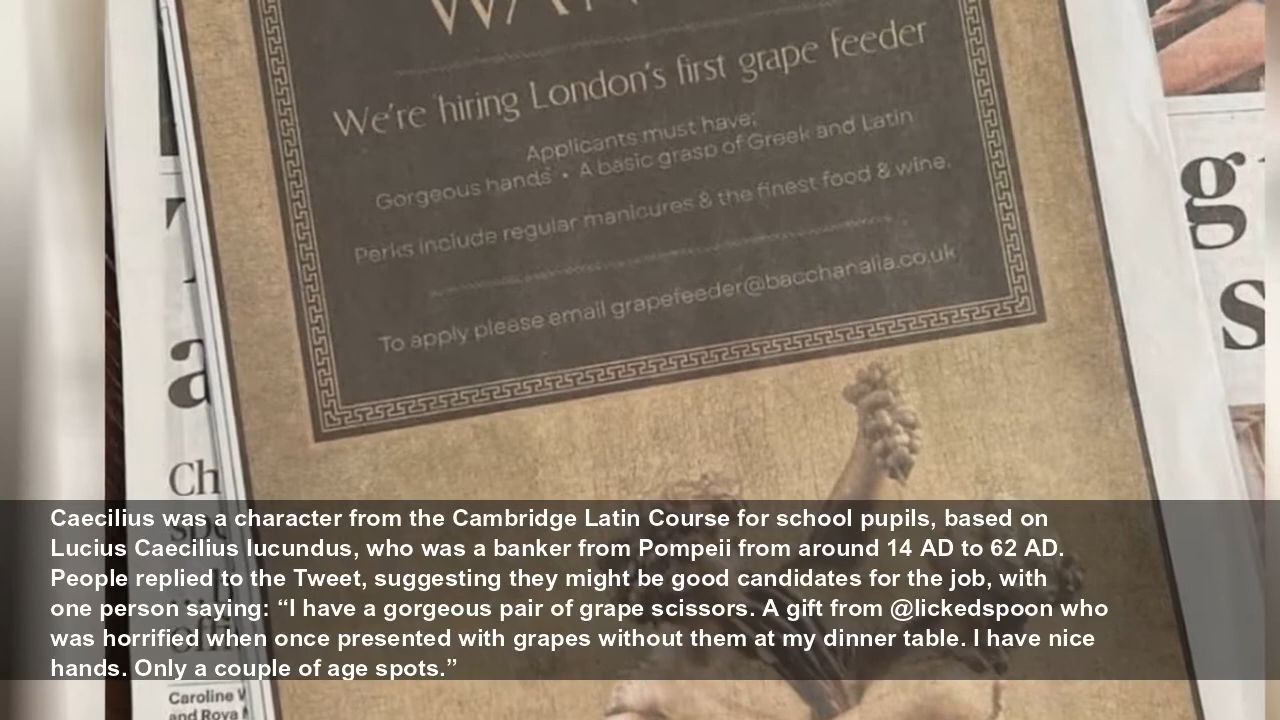 We're hiring London's first grape feeder
Applicants must have:
Gorgeous hands • A basic grasp of Greek and Latin
Perks include regular manicures & the finest food & wine.
To apply please email grapefeeder@bacchanalia.co.uk
g
s
a
Ch
Caecilius was a character from the Cambridge Latin Course for school pupils, based on
Lucius Caecilius Iucundus, who was a banker from Pompeii from around 14 AD to 62 AD.
People replied to the Tweet, suggesting they might be good candidates for the job, with
one person saying: “I have a gorgeous pair of grape scissors. A gift from @lickedspoon who
was horrified when once presented with grapes without them at my dinner table. I have nice
hands. Only a couple of age spots.”
Caroline
and Roya